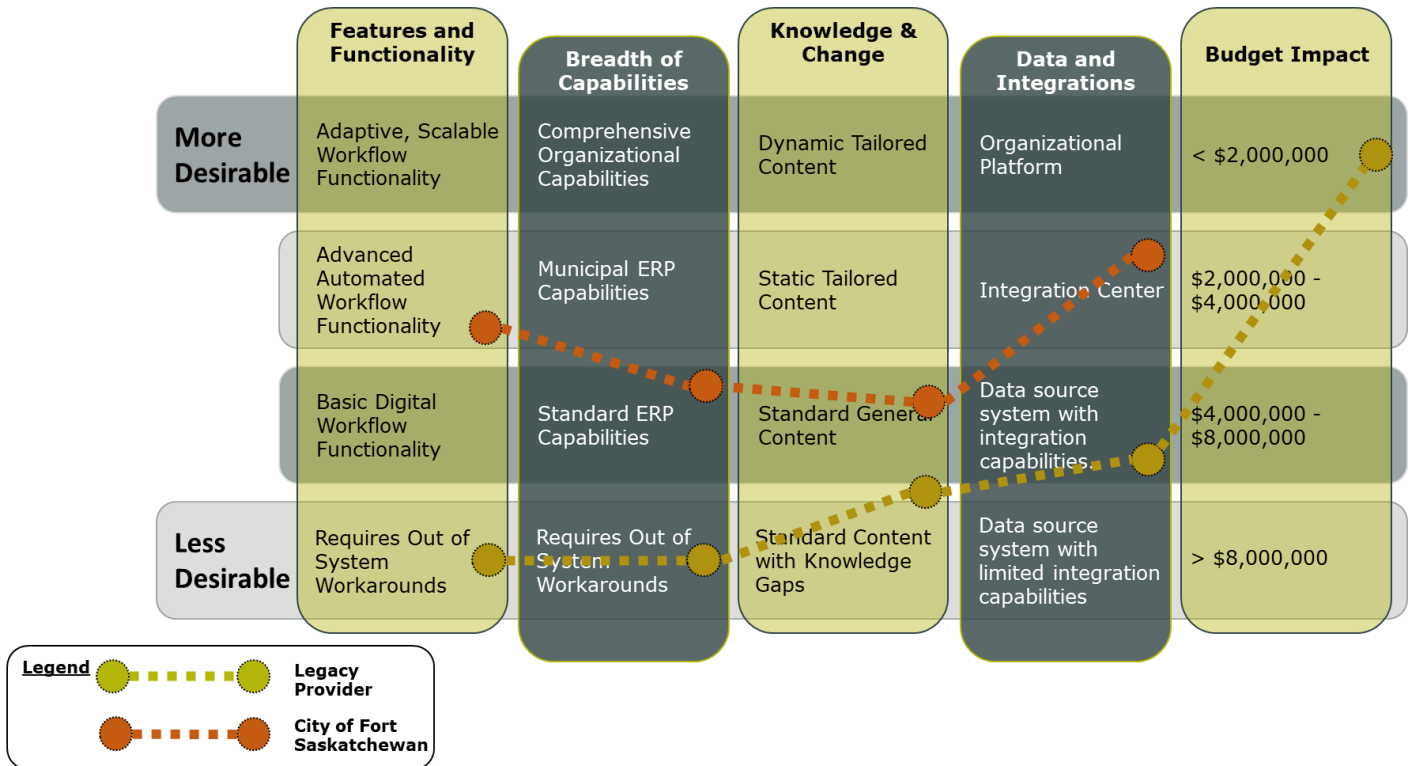 Features and
Functionality
Breadth of
Capabilities
Knowledge &
Change
Data and
Integrations
Budget Impact
More
Desirable
Adaptive, Scalable
Workflow
Functionality
Comprehensive
Organizational
Capabilities
Dynamic Tailored
Content
Organizational
Platform
< $2,000,000
Advanced
Automated
Workflow
Functionality
Municipal ERP
Capabilities
Static Tailored
Content
Integration Center
$2,000,000 -
$4,000,000
Basic Digital
Workflow
Functionality
Standard ERP
Capabilities
Standard General
Content
Data source
system with
integration
capabilities.
$4,000,000 -
$8,000,000
Less
Desirable
Requires Out of
System
Workarounds
Requires Out of
System
Workarounds
Standard Content
with Knowledge
Gaps
Data source
system with
limited integration
capabilities
> $8,000,000
Legend
Legacy
Provider
City of Fort
Saskatchewan